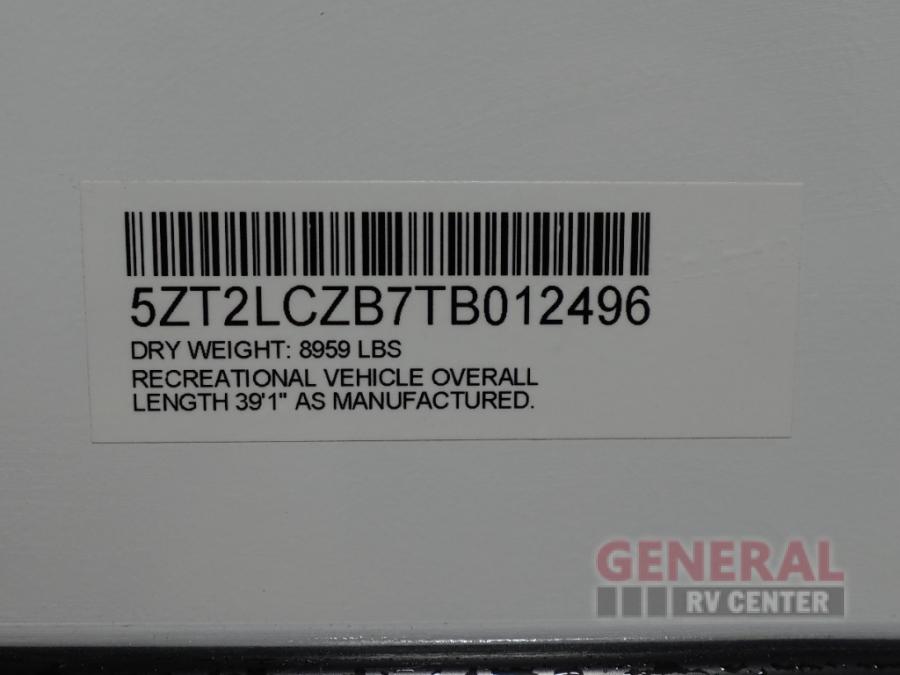 5ZT2LCZB7TB012496
DRY WEIGHT: 8959 LBS
RECREATIONAL VEHICLE OVERALL
LENGTH 39'1" AS MANUFACTURED.
GENERAL
RV CENTER